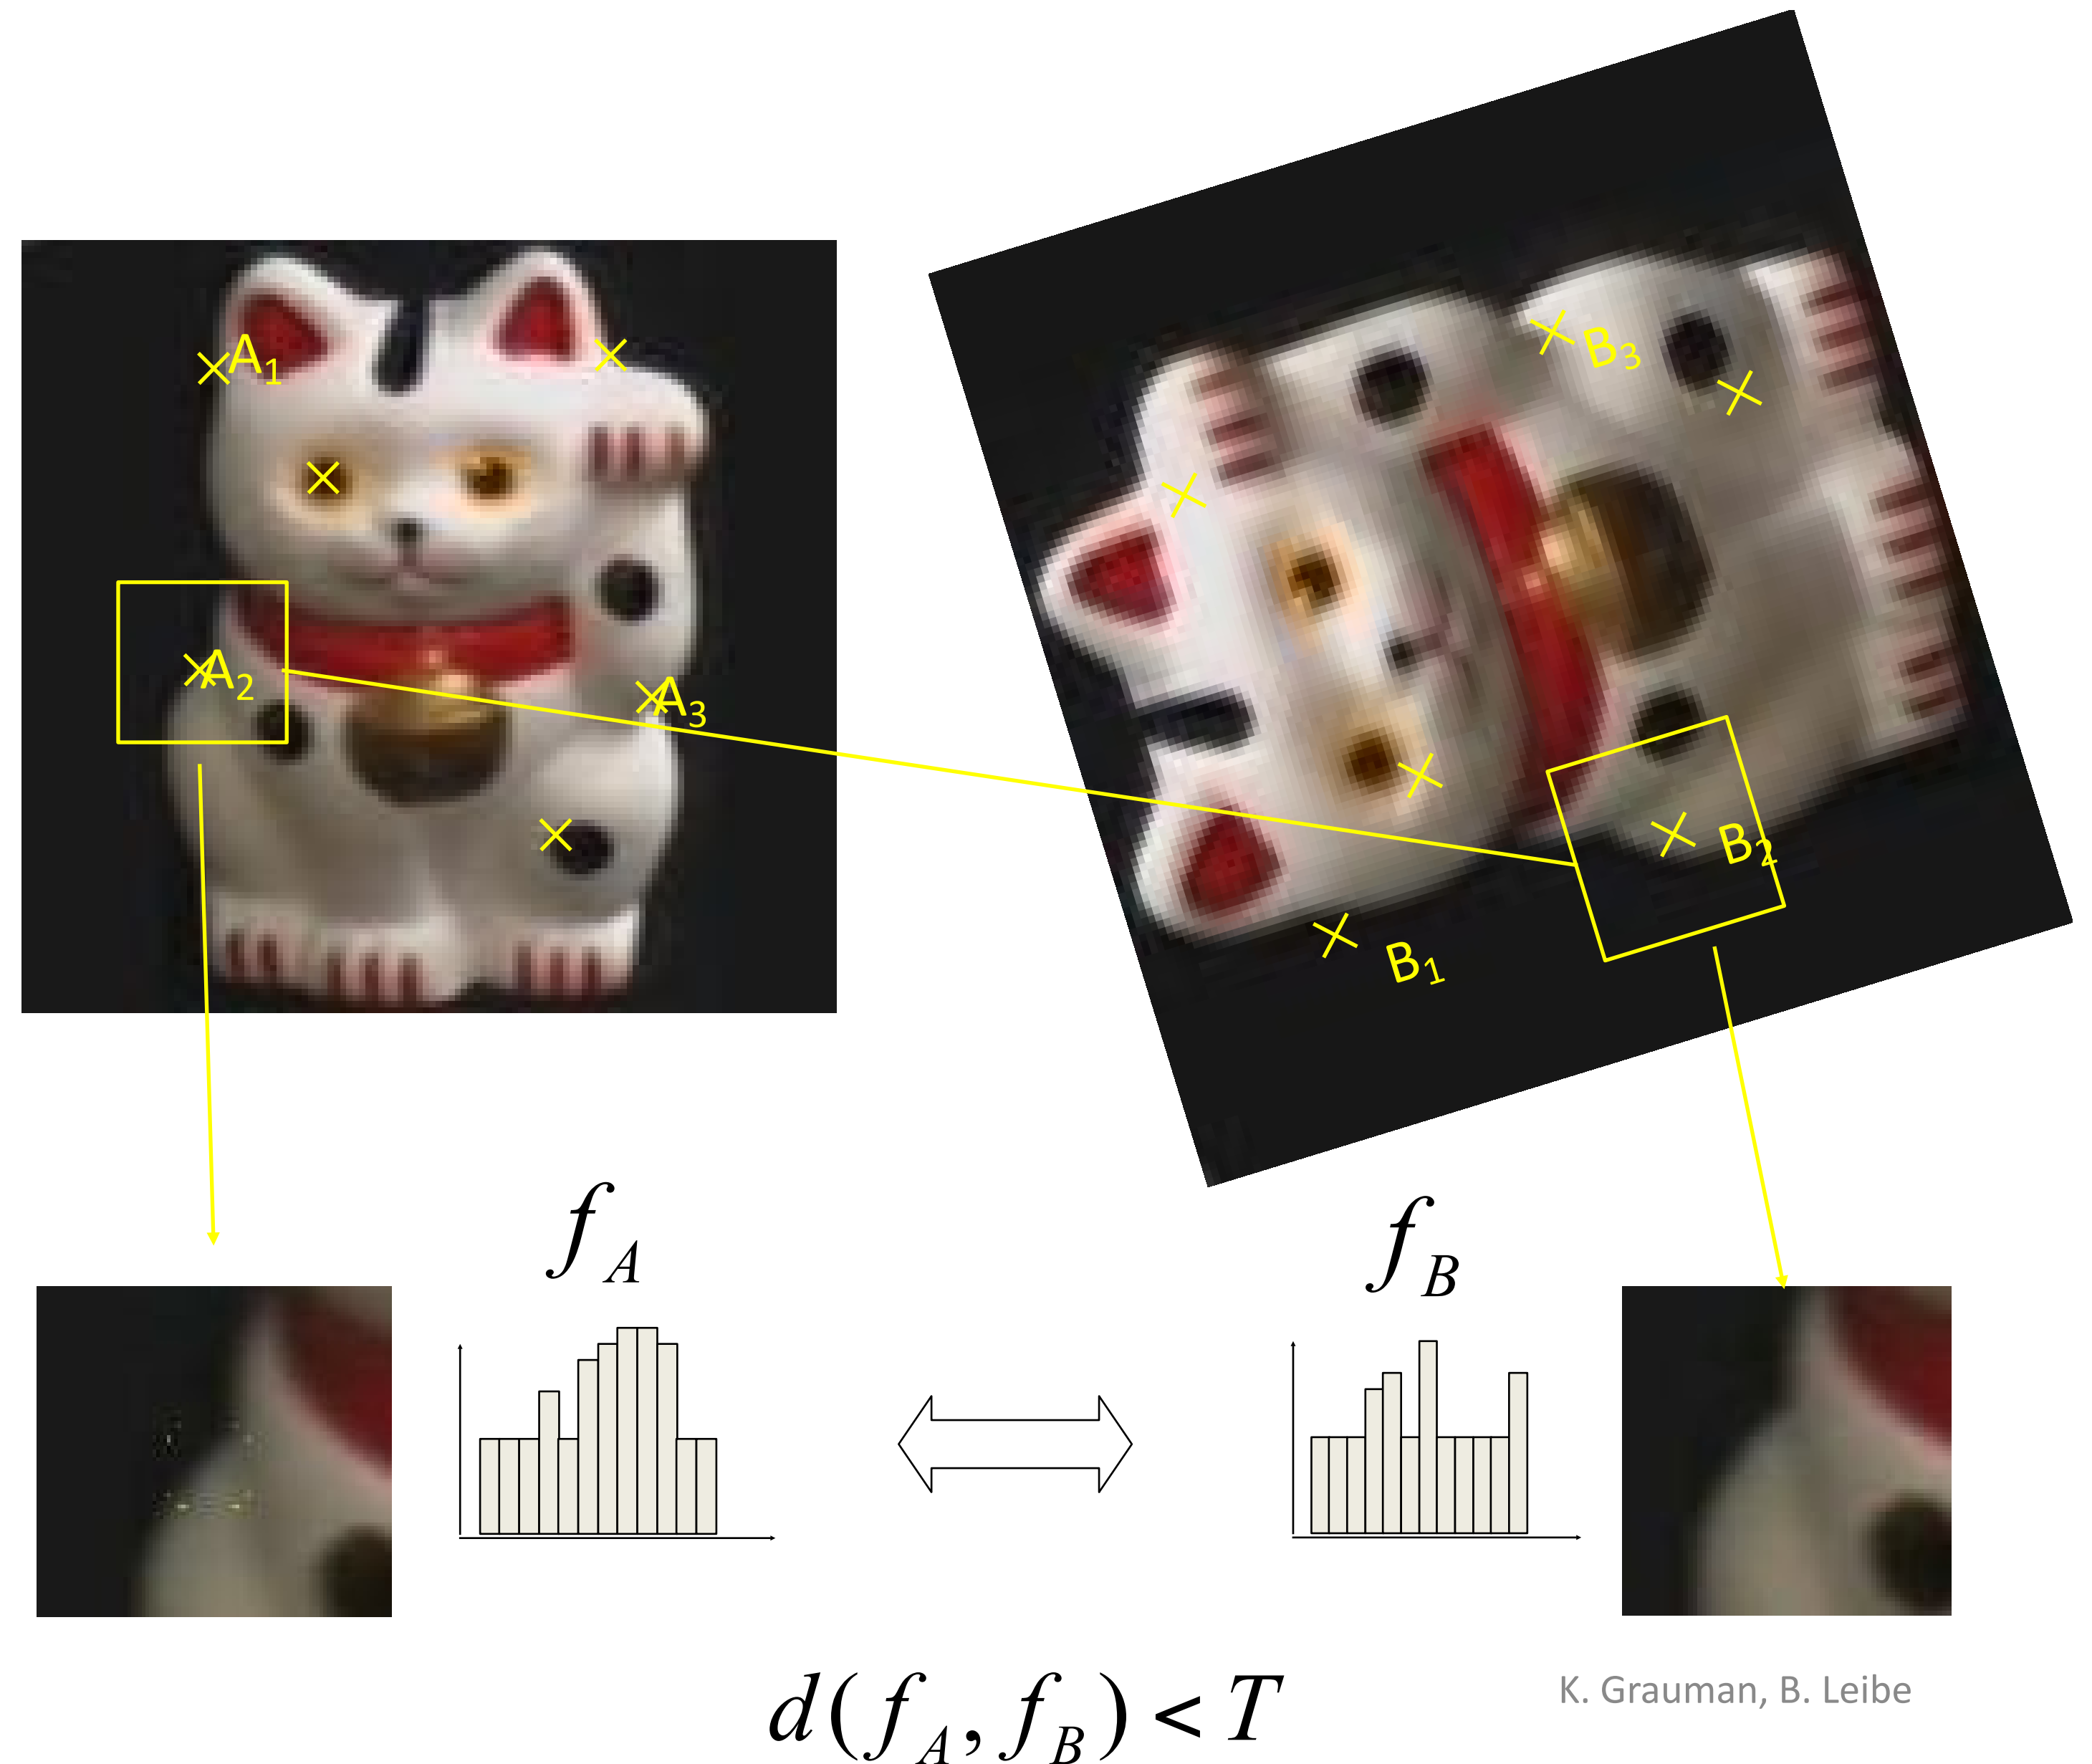 A1
A2
A3
B3
B2
B1
fA
fB
d(fA, fB) < T
K. Grauman, B. Leibe